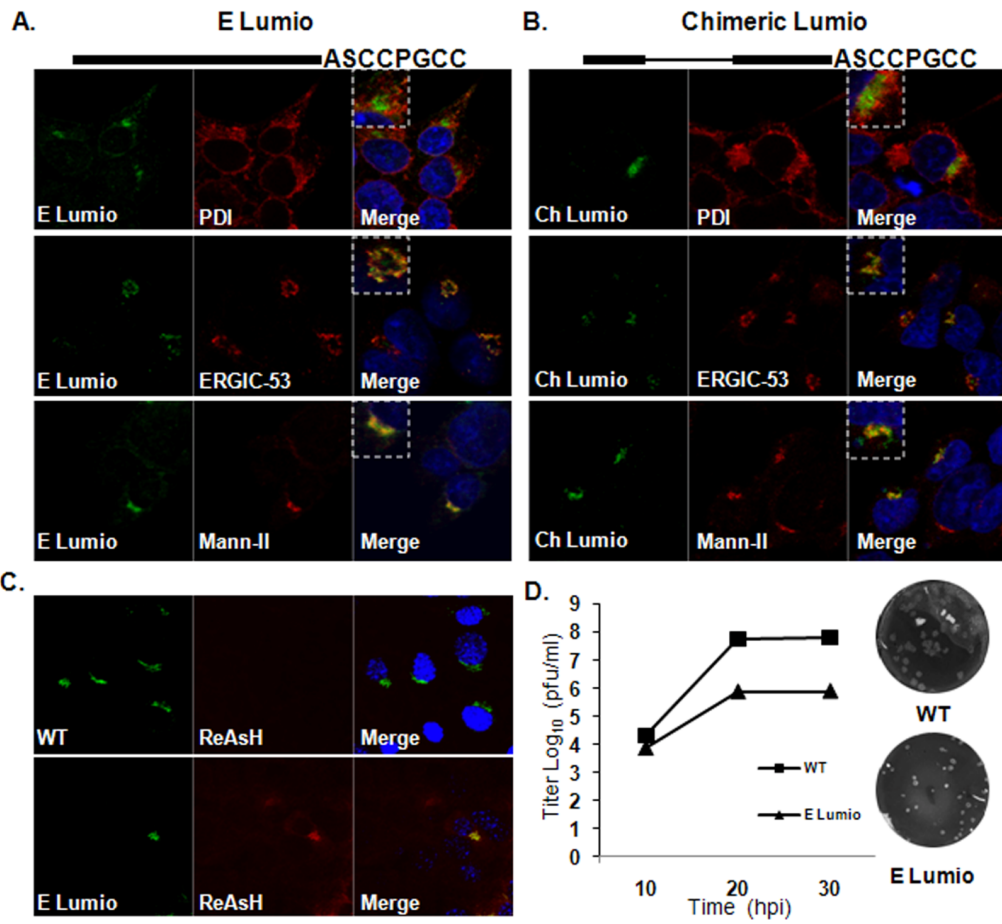 A. E Lumio
ASCCPGCC
E Lumio PDI Merge
E Lumio ERGIC-53 Merge
E Lumio Mann-II Merge
B. Chimeric Lumio
ASCCPGCC
Ch Lumio PDI Merge
Ch Lumio ERGIC-53 Merge
Ch Lumio Mann-II Merge
C.
WT ReAsH Merge
E Lumio ReAsH Merge
D.
Titer Log10 (pfu/ml)
9
8
7
6
5
4
3
2
1
0
10 20 30
Time (hpi)
WT
E Lumio
WT
E Lumio